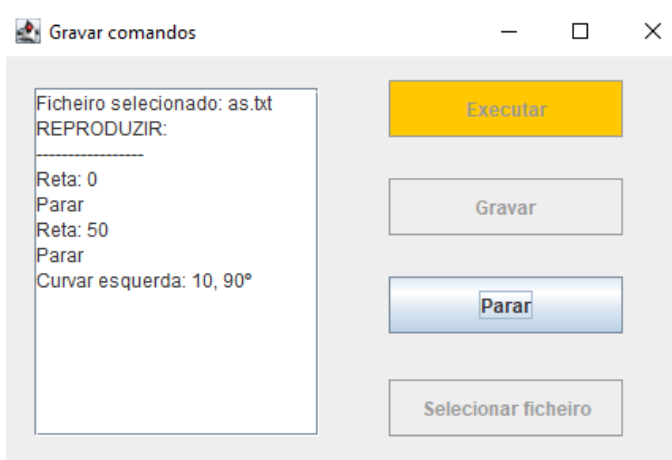 Gravar comandos
Ficheiro selecionado: as.txt
REPRODUZIR:
-----------------
Reta: 0
Parar
Reta: 50
Parar
Curvar esquerda: 10, 90º
Executar
Gravar
Parar
Selecionar ficheiro